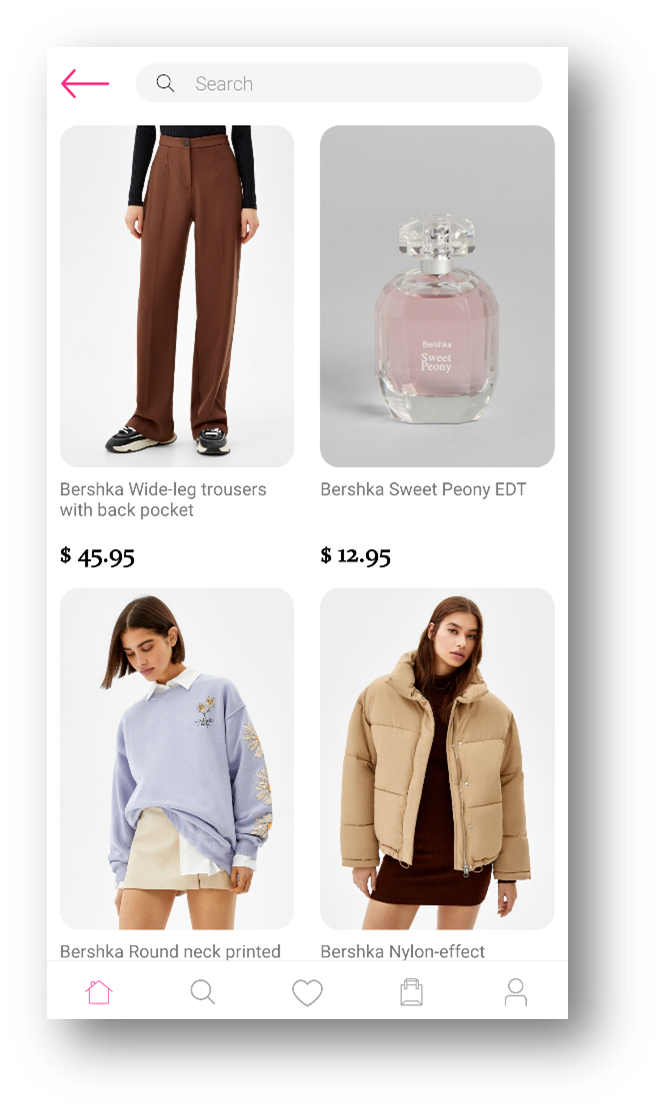 Search
Bershka
Sweet
Peony
Bershka Wide-leg trousers
with back pocket
Bershka Sweet Peony EDT
$ 45.95
$ 12.95
Bershka Round neck printed
Bershka Nylon-effect